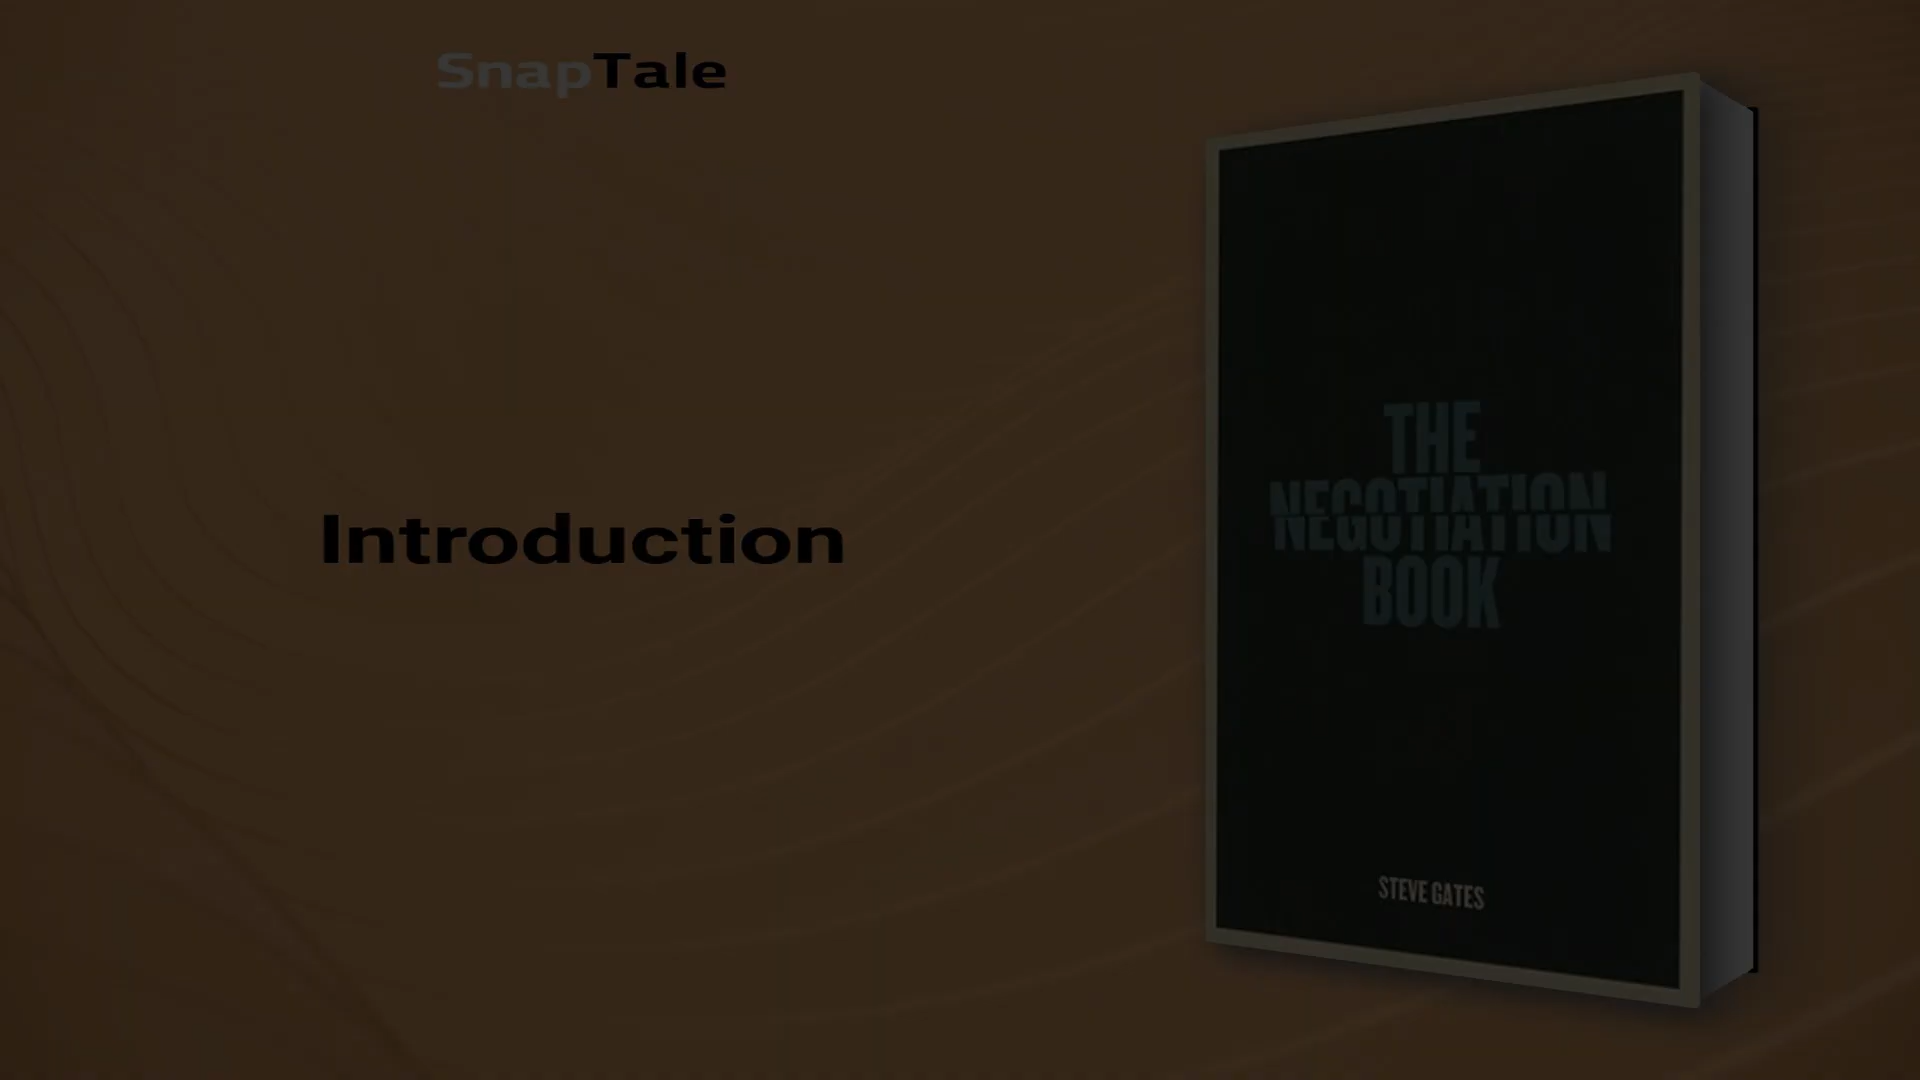 SnapTale
Introduction
THE
NEGOTIATION
BOOK
STEVE GATES